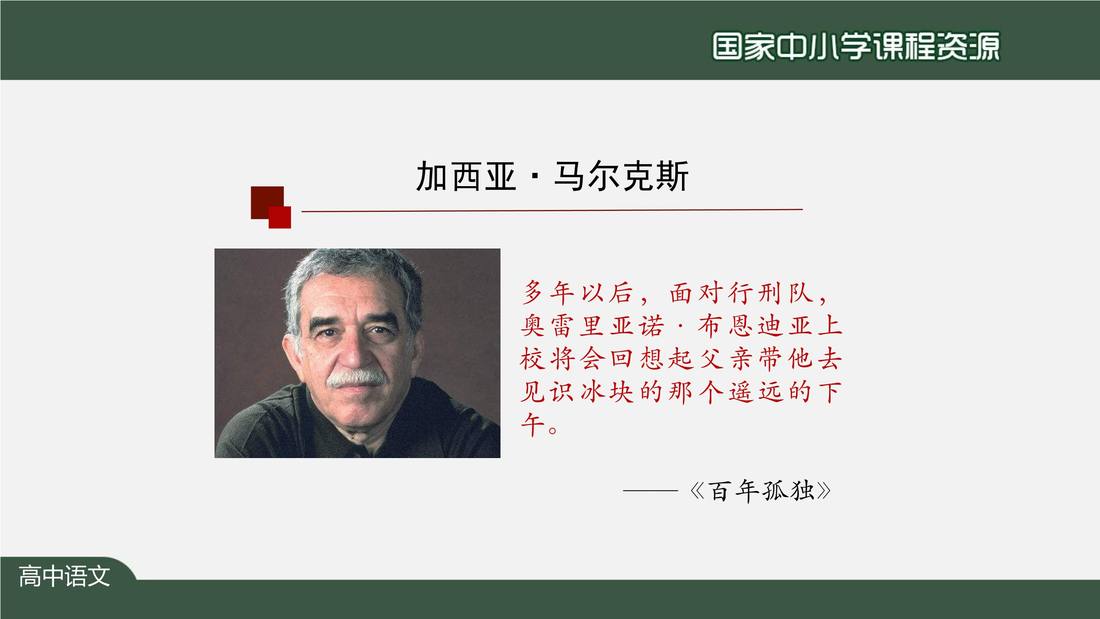 国家中小学课程资源
加西亚·马尔克斯
多年以后，面对行刑队，
奥雷里亚诺·布恩迪亚上
校将会回想起父亲带他去
见识冰块的那个遥远的下
午。
——《百年孤独》
高中语文